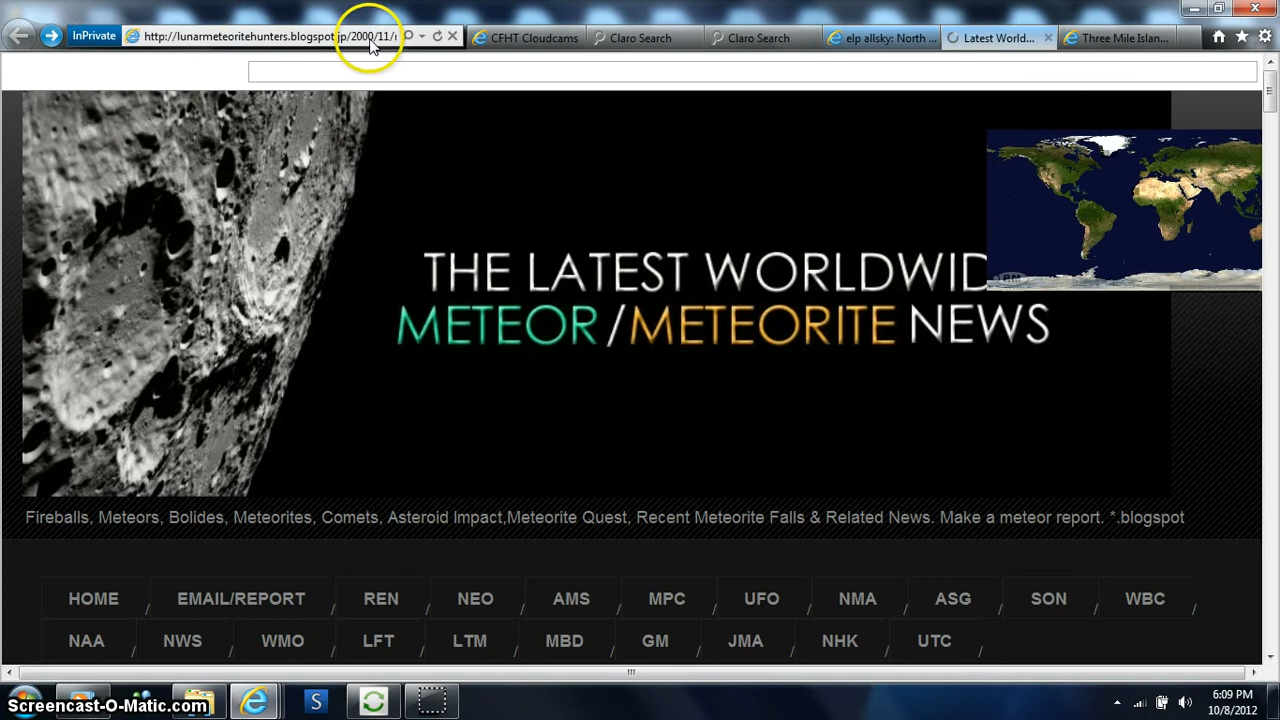 InPrivate
http://lunarmeteoritehunters.blogspot.jp/2000/11/
CFHT Cloudcams
Claro Search
Claro Search
elp allsky: North ...
Latest World...
Three Mile Islan...
THE LATEST WORLDWID
METEOR / METEORITE NEWS
Fireballs, Meteors, Bolides, Meteorites, Comets, Asteroid Impact,Meteorite Quest, Recent Meteorite Falls & Related News. Make a meteor report. *.blogspot
HOME / EMAIL/REPORT / REN / NEO / AMS / MPC / UFO / NMA / ASG / SON / WBC /
NAA / NWS / WMO / LFT / LTM / MBD / GM / JMA / NHK / UTC /
S
Screencast-O-Matic.com
6:09 PM
10/8/2012